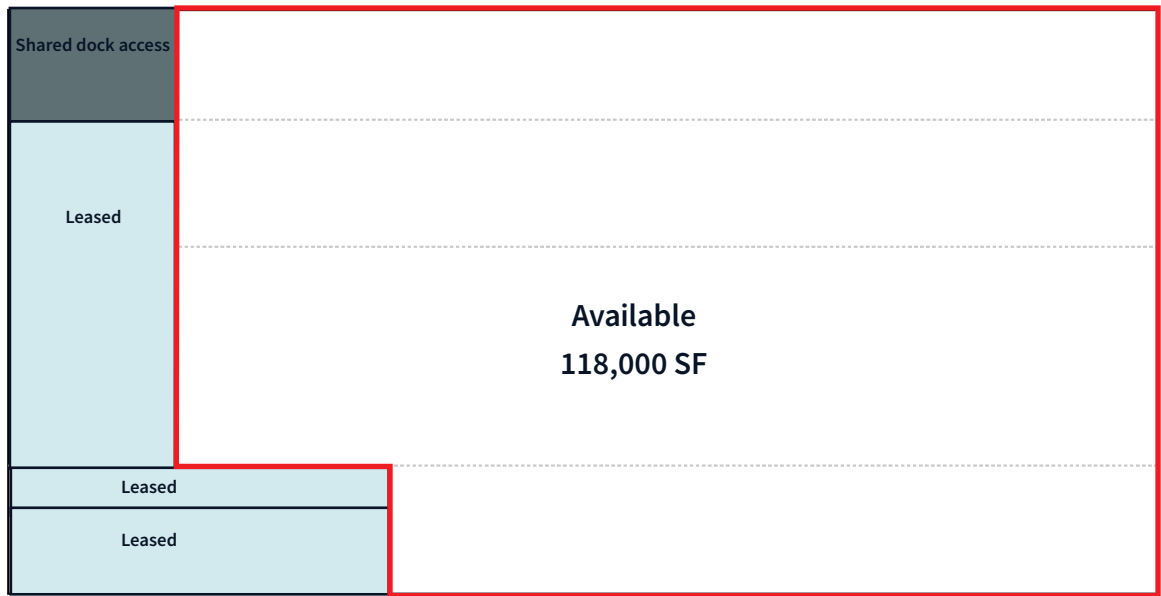 Shared dock access
Leased
Available
118,000 SF
Leased
Leased